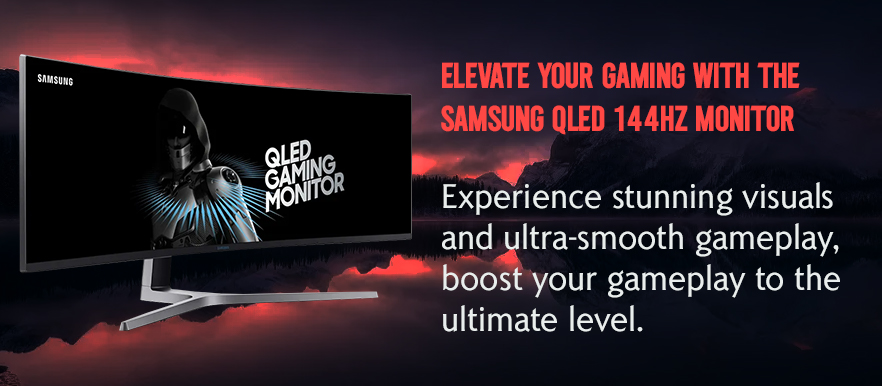 SAMSUNG
QLED
GAMING
MONITOR
ELEVATE YOUR GAMING WITH THE
SAMSUNG QLED 144HZ MONITOR
Experience stunning visuals
and ultra-smooth gameplay,
boost your gameplay to the
ultimate level.